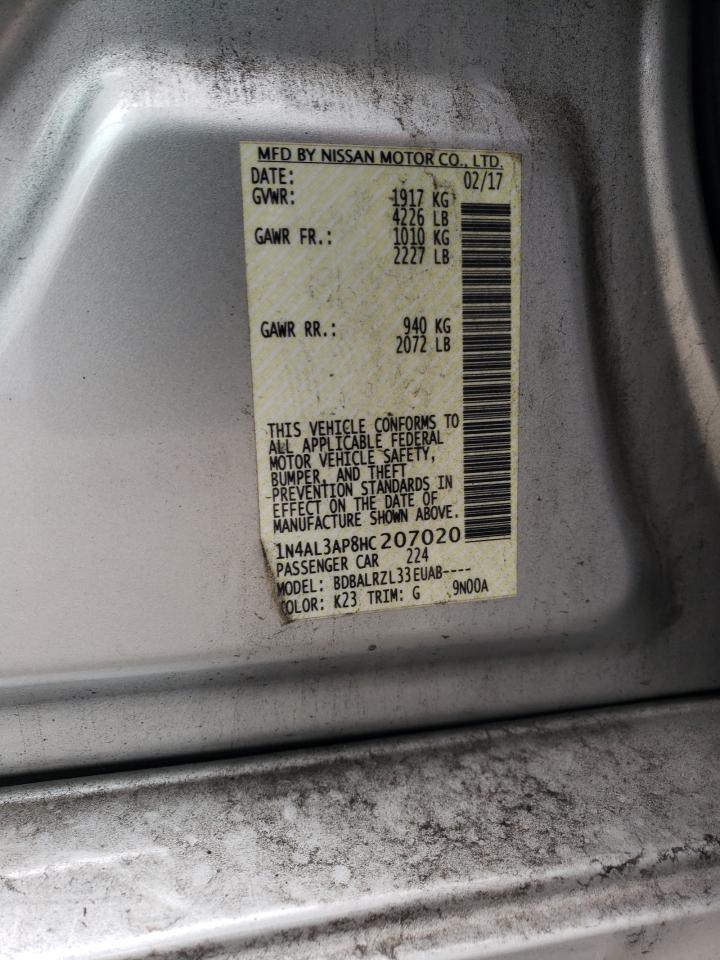 MFD BY NISSAN MOTOR CO., LTD.
DATE: 02/17
GVWR: 1917 KG
4226 LB
GAWR FR.: 1010 KG
2227 LB
GAWR RR.: 940 KG
2072 LB
THIS VEHICLE CONFORMS TO
ALL APPLICABLE FEDERAL
MOTOR VEHICLE SAFETY,
BUMPER, AND THEFT
PREVENTION STANDARDS IN
EFFECT ON THE DATE OF
MANUFACTURE SHOWN ABOVE.
1N4AL3AP8HC207020
PASSENGER CAR 224
MODEL: BDBALRZL33EUAB----
COLOR: K23 TRIM: G 9N00A